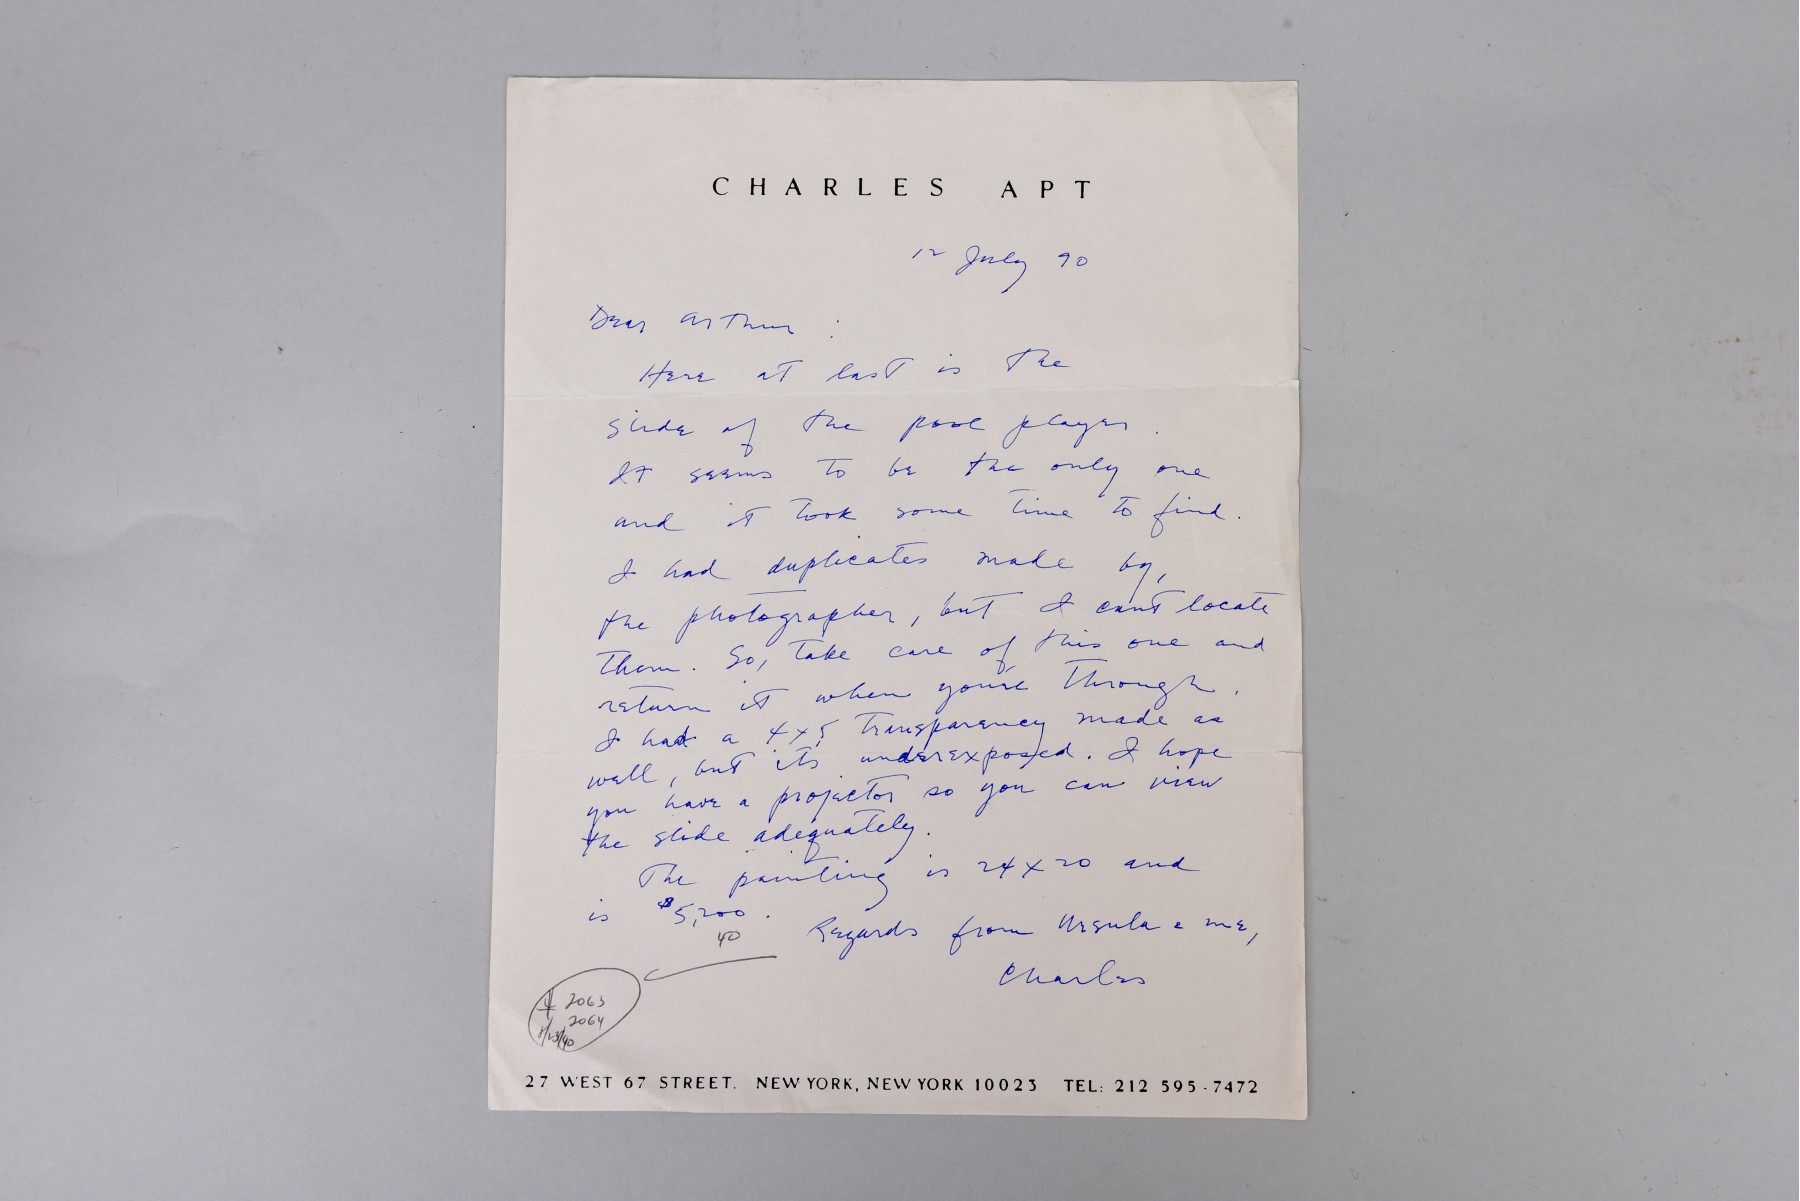 CHARLES APT
12 July 90
Dear Arthur :
Here at last is the
slide of the pool player.
It seems to be the only one
and it took some time to find.
I had duplicates made by,
the photographer, but I can't locate
them. So, take care of this one and
return it when you're through.
I had a 4x5 transparency made as
well, but its underexposed. I hope
you have a projector so you can view
the slide adequately.
The painting is 24 x 20 and
is $5,200.
40
Regards from Ursula & me,
Charles
2063
2064
27 WEST 67 STREET. NEW YORK, NEW YORK 10023 TEL: 212 595-7472